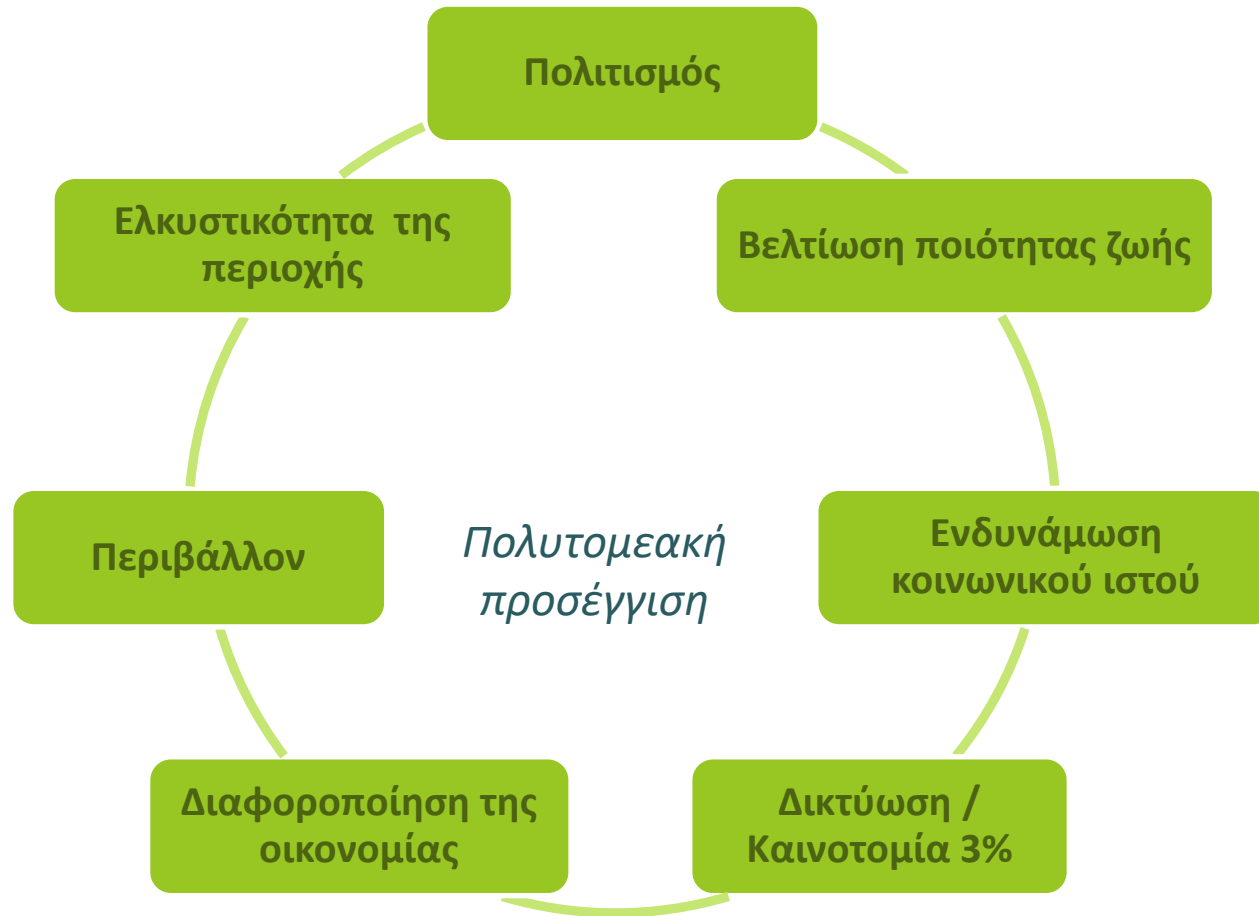 Πολιτισμός
Ελκυστικότητα της
περιοχής
Βελτίωση ποιότητας ζωής
Περιβάλλον
Πολυτομεακή
προσέγγιση
Ενδυνάμωση
κοινωνικού ιστού
Διαφοροποίηση της
οικονομίας
Δικτύωση /
Καινοτομία 3%